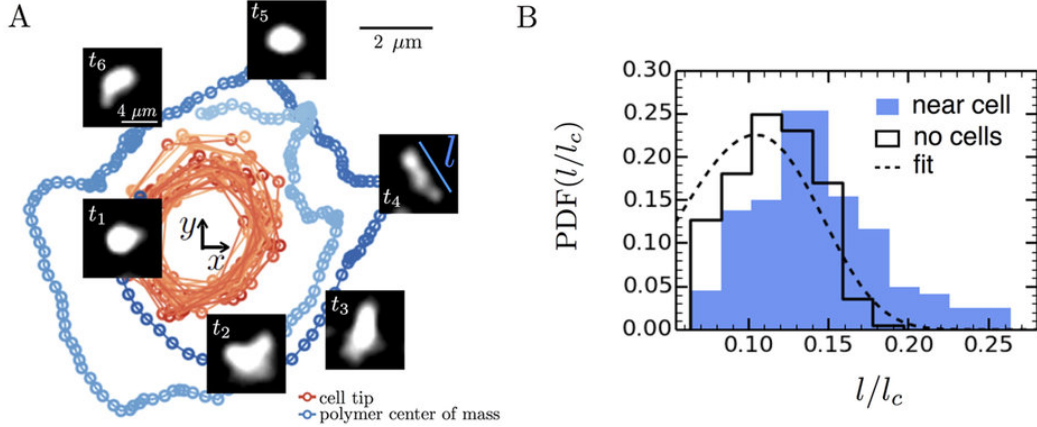 A
t₅
2 μm
t₆
4 μm
l
t₄
t₁
y
x
t₃
t₂
cell tip
polymer center of mass
B
0.30
0.25
0.20
0.15
0.10
0.05
0.00
PDF(l/l_c)
near cell
no cells
fit
0.10 0.15 0.20 0.25
l/l_c